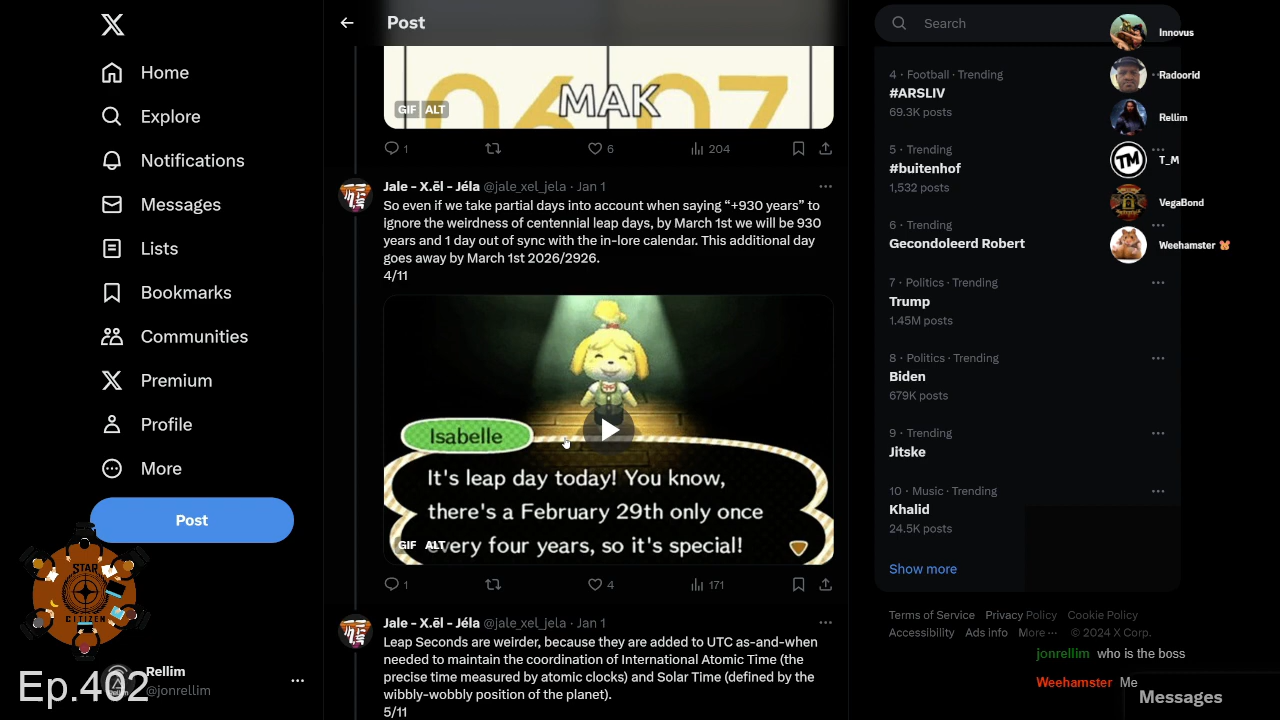 Home
Explore
Notifications
Messages
Lists
Bookmarks
Communities
Premium
Profile
More
Post
STAR
CITIZEN
Rellim
@jonrellim
Ep.402
Post
06 07
MAK
GIF ALT
1
6
204
Jale - X.ēl - Jéla @jale_xel_jela · Jan 1
So even if we take partial days into account when saying “+930 years” to
ignore the weirdness of centennial leap days, by March 1st we will be 930
years and 1 day out of sync with the in-lore calendar. This additional day
goes away by March 1st 2026/2926.
4/11
Isabelle
It's leap day today! You know,
there's a February 29th only once
every four years, so it's special!
GIF ALT
1
4
171
Jale - X.ēl - Jéla @jale_xel_jela · Jan 1
Leap Seconds are weirder, because they are added to UTC as-and-when
needed to maintain the coordination of International Atomic Time (the
precise time measured by atomic clocks) and Solar Time (defined by the
wibbly-wobbly position of the planet).
5/11
Search
4 · Football · Trending
#ARSLIV
69.3K posts
5 · Trending
#buitenhof
1,532 posts
6 · Trending
Gecondoleerd Robert
7 · Politics · Trending
Trump
1.45M posts
8 · Politics · Trending
Biden
679K posts
9 · Trending
Jitske
10 · Music · Trending
Khalid
24.5K posts
Show more
Terms of Service Privacy Policy Cookie Policy
Accessibility Ads info More ··· © 2024 X Corp.
Innovus
Radoorid
Rellim
TM
T_M
VegaBond
Weehamster
jonrellim who is the boss
Weehamster Me
Messages